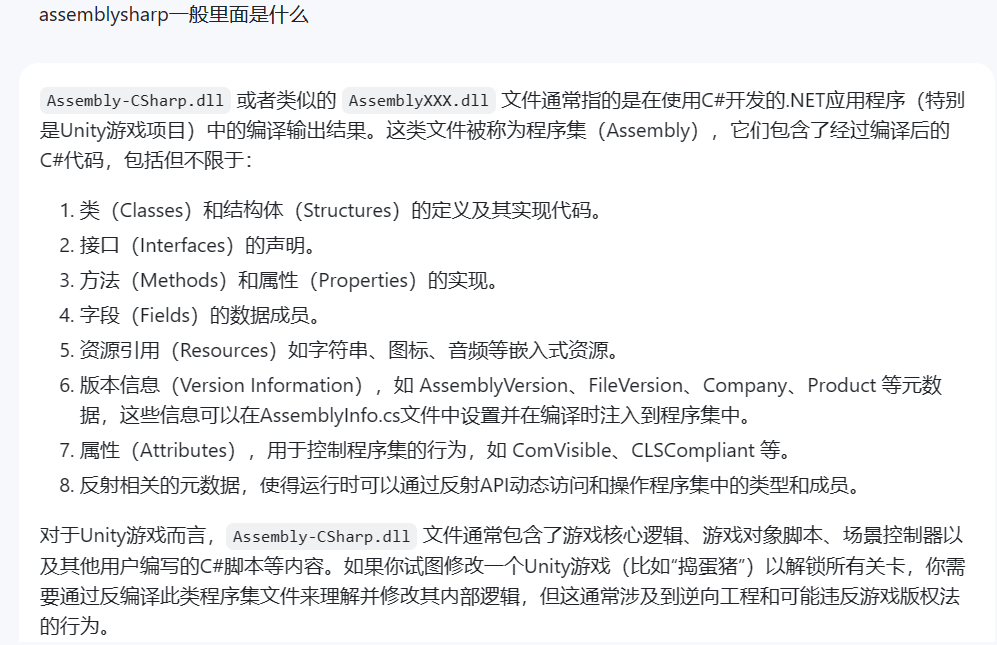 assemblysharp一般里面是什么
Assembly-CSharp.dll 或者类似的 AssemblyXXX.dll 文件通常指的是在使用C#开发的.NET应用程序（特别
是Unity游戏项目）中的编译输出结果。这类文件被称为程序集（Assembly），它们包含了经过编译后的
C#代码，包括但不限于：
1. 类（Classes）和结构体（Structures）的定义及其实现代码。
2. 接口（Interfaces）的声明。
3. 方法（Methods）和属性（Properties）的实现。
4. 字段（Fields）的数据成员。
5. 资源引用（Resources）如字符串、图标、音频等嵌入式资源。
6. 版本信息（Version Information），如 AssemblyVersion、FileVersion、Company、Product 等元数
据，这些信息可以在AssemblyInfo.cs文件中设置并在编译时注入到程序集中。
7. 属性（Attributes），用于控制程序集的行为，如 ComVisible、CLSCompliant 等。
8. 反射相关的元数据，使得运行时可以通过反射API动态访问和操作程序集中的类型和成员。
对于Unity游戏而言，Assembly-CSharp.dll 文件通常包含了游戏核心逻辑、游戏对象脚本、场景控制器以
及其他用户编写的C#脚本等内容。如果你试图修改一个Unity游戏（比如“捣蛋猪”）以解锁所有关卡，你需
要通过反编译此类程序集文件来理解并修改其内部逻辑，但这通常涉及到逆向工程和可能违反游戏版权法
的行为。